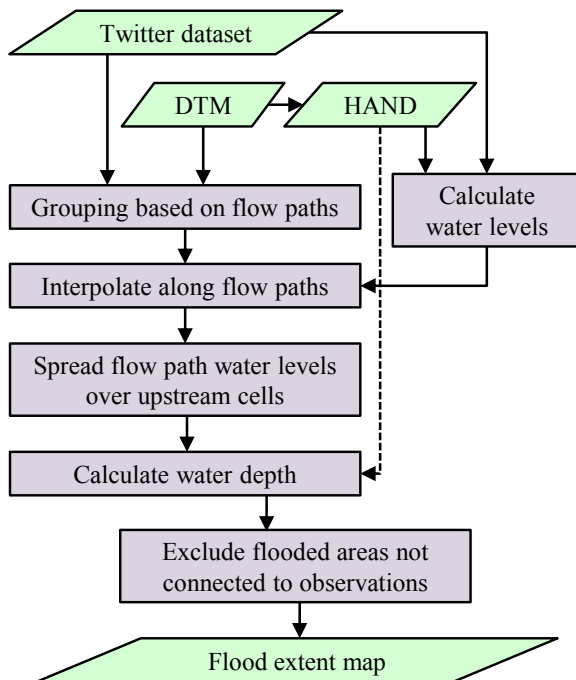 Twitter dataset
DTM
HAND
Grouping based on flow paths
Calculate
water levels
Interpolate along flow paths
Spread flow path water levels
over upstream cells
Calculate water depth
Exclude flooded areas not
connected to observations
Flood extent map